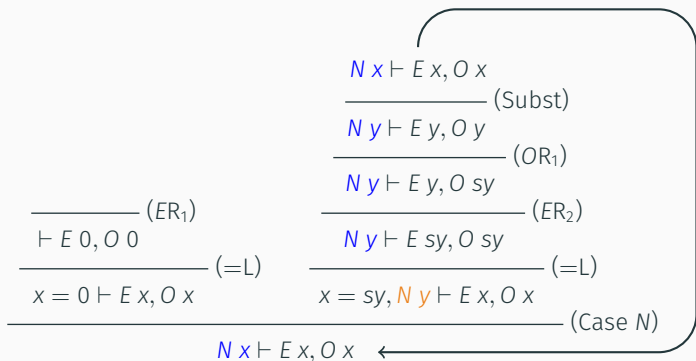 N x ⊢ E x, O x
(Subst)
N y ⊢ E y, O y
(OR₁)
N y ⊢ E y, O sy
(ER₁) (ER₂)
⊢ E 0, O 0 N y ⊢ E sy, O sy
(=L) (=L)
x = 0 ⊢ E x, O x x = sy, N y ⊢ E x, O x
(Case N)
N x ⊢ E x, O x